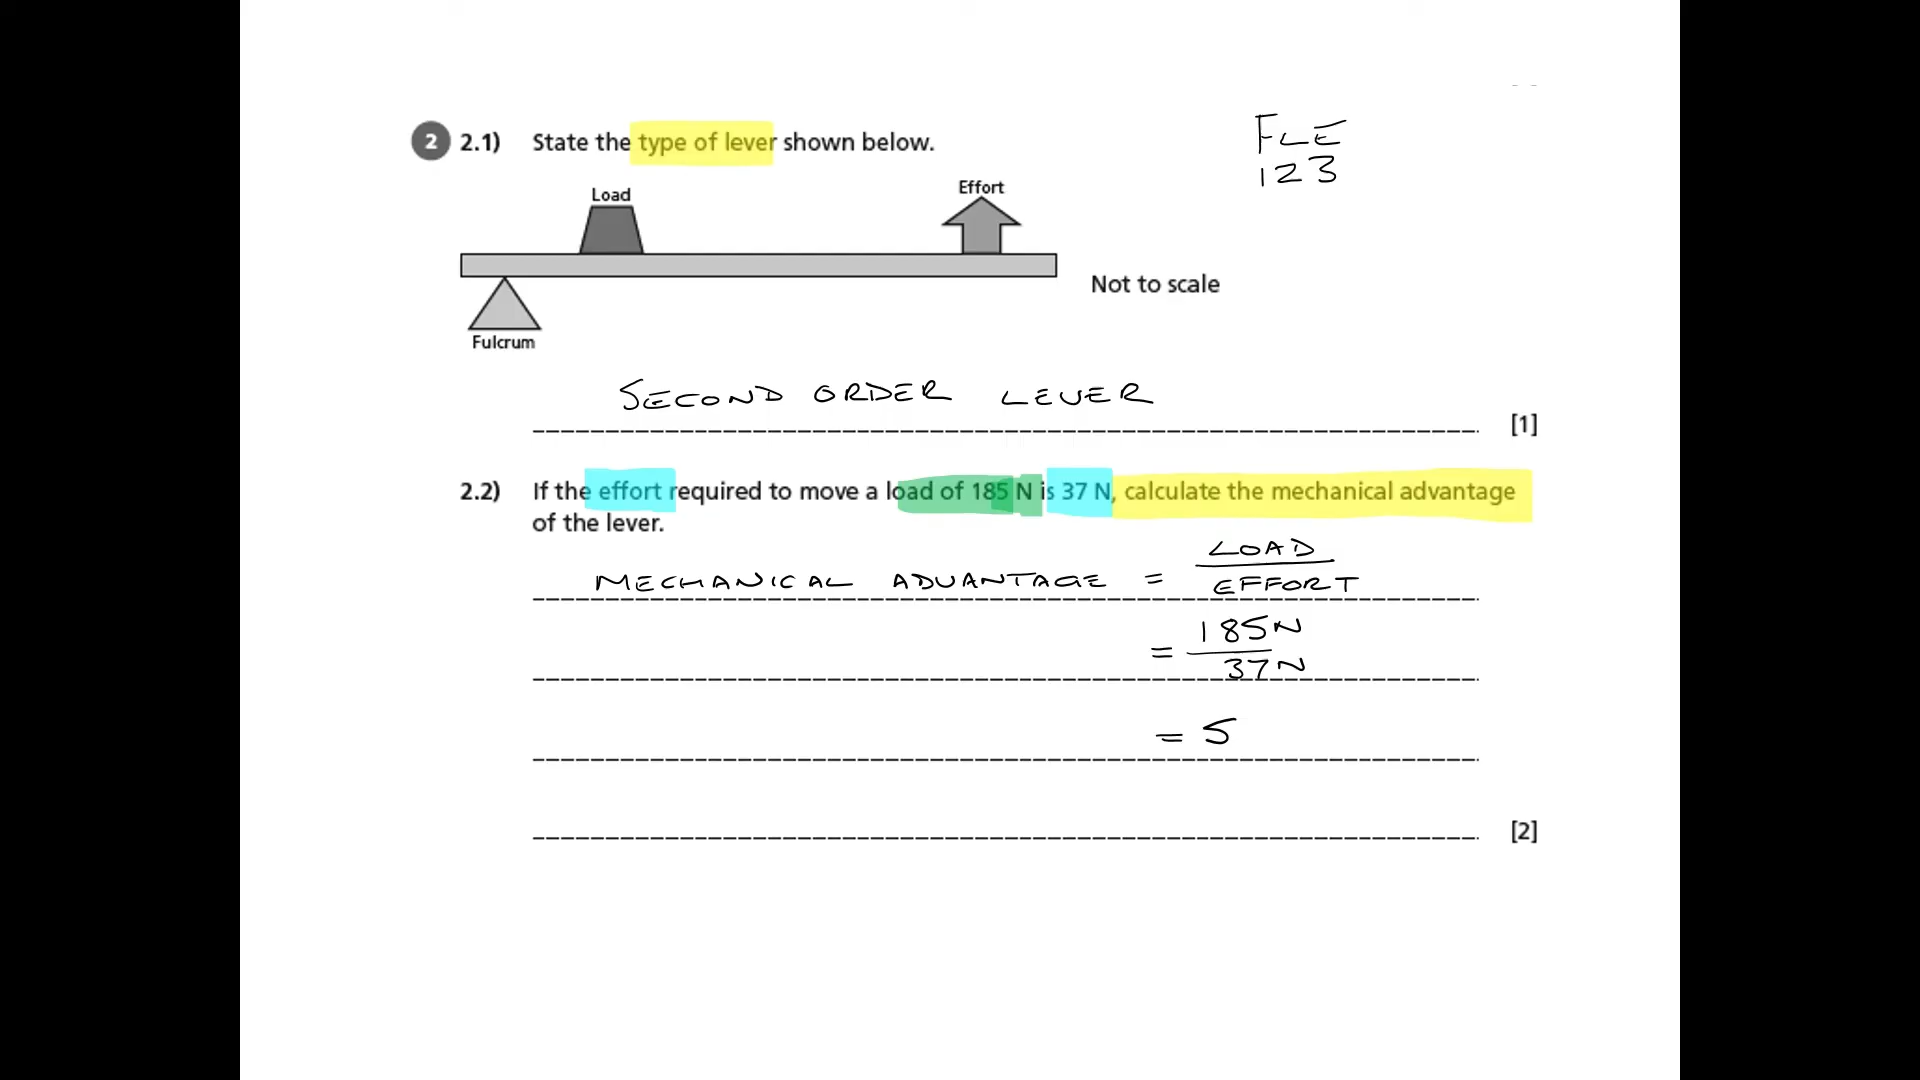 2 2.1) State the type of lever shown below.
FLE
123
Load
Effort
Not to scale
Fulcrum
SECOND ORDER LEVER
[1]
2.2) If the effort required to move a load of 185 N is 37 N, calculate the mechanical advantage
of the lever.
MECHANICAL ADVANTAGE = LOAD
EFFORT
= 185N
37N
= 5
[2]